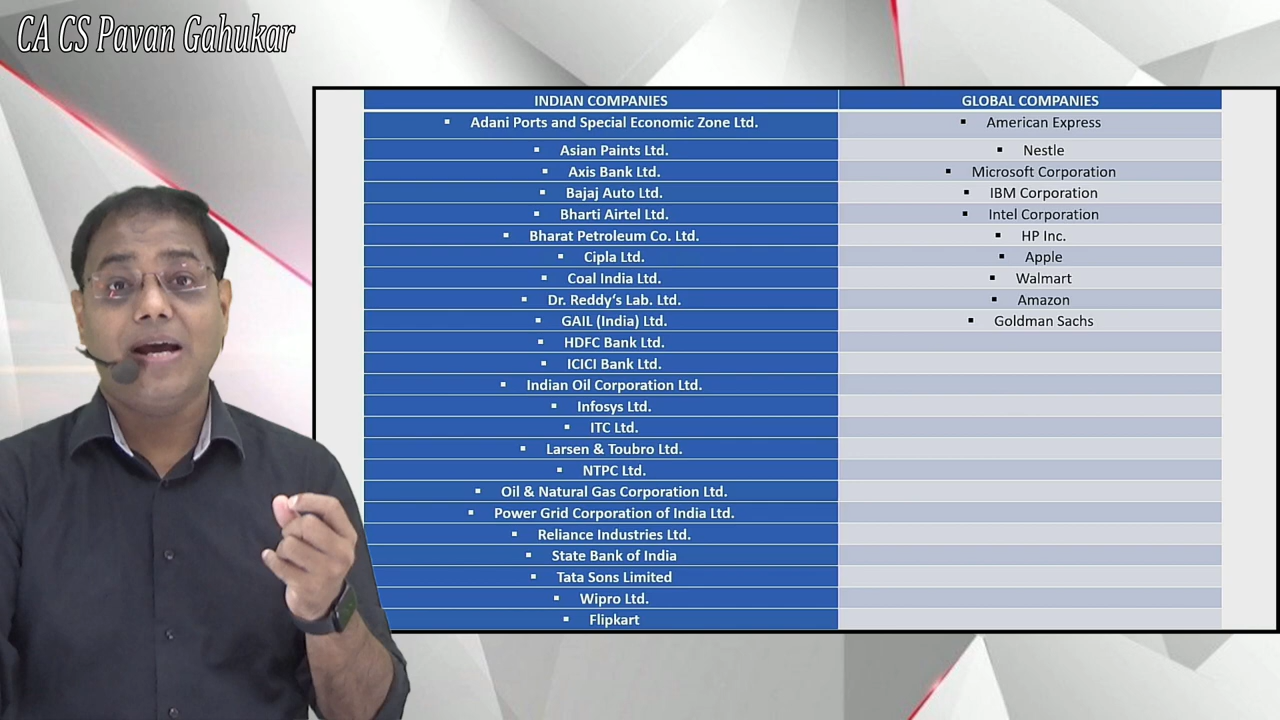 CA CS Pavan Gahukar
INDIAN COMPANIES GLOBAL COMPANIES
▪ Adani Ports and Special Economic Zone Ltd. ▪ American Express
▪ Asian Paints Ltd. ▪ Nestle
▪ Axis Bank Ltd. ▪ Microsoft Corporation
▪ Bajaj Auto Ltd. ▪ IBM Corporation
▪ Bharti Airtel Ltd. ▪ Intel Corporation
▪ Bharat Petroleum Co. Ltd. ▪ HP Inc.
▪ Cipla Ltd. ▪ Apple
▪ Coal India Ltd. ▪ Walmart
▪ Dr. Reddy‘s Lab. Ltd. ▪ Amazon
▪ GAIL (India) Ltd. ▪ Goldman Sachs
▪ HDFC Bank Ltd.
▪ ICICI Bank Ltd.
▪ Indian Oil Corporation Ltd.
▪ Infosys Ltd.
▪ ITC Ltd.
▪ Larsen & Toubro Ltd.
▪ NTPC Ltd.
▪ Oil & Natural Gas Corporation Ltd.
▪ Power Grid Corporation of India Ltd.
▪ Reliance Industries Ltd.
▪ State Bank of India
▪ Tata Sons Limited
▪ Wipro Ltd.
▪ Flipkart